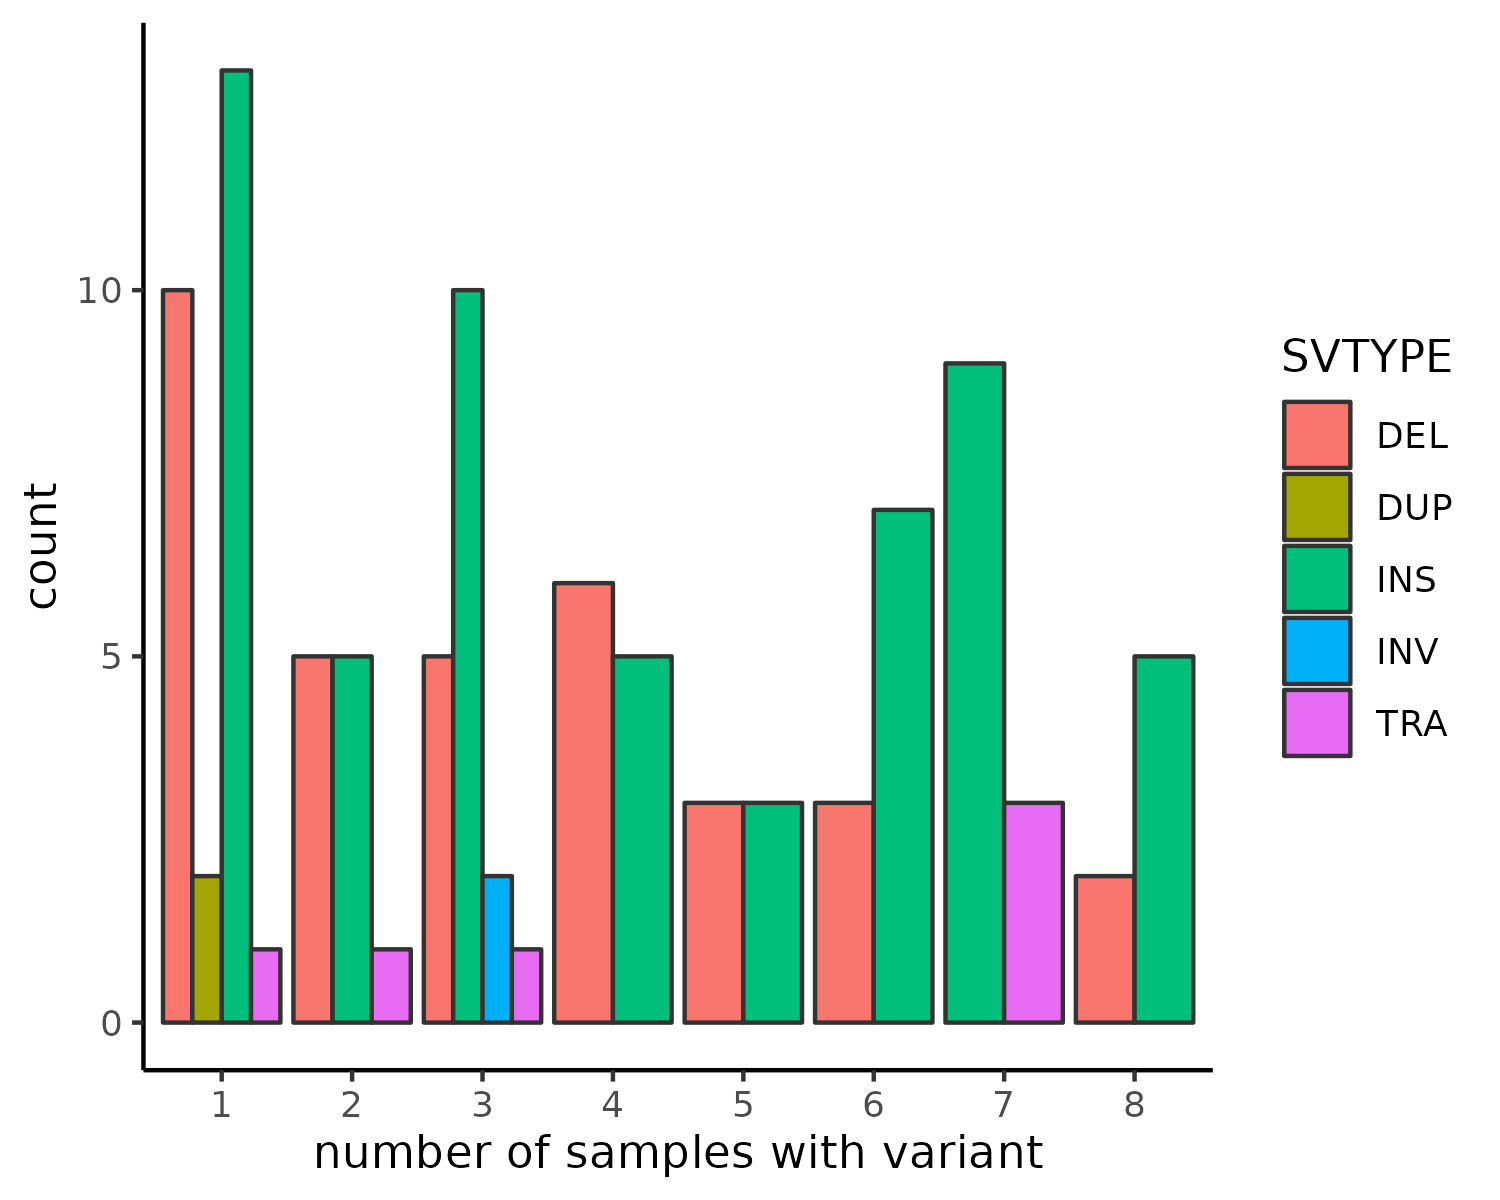 count
10
5
0
1 2 3 4 5 6 7 8
number of samples with variant
SVTYPE
DEL
DUP
INS
INV
TRA